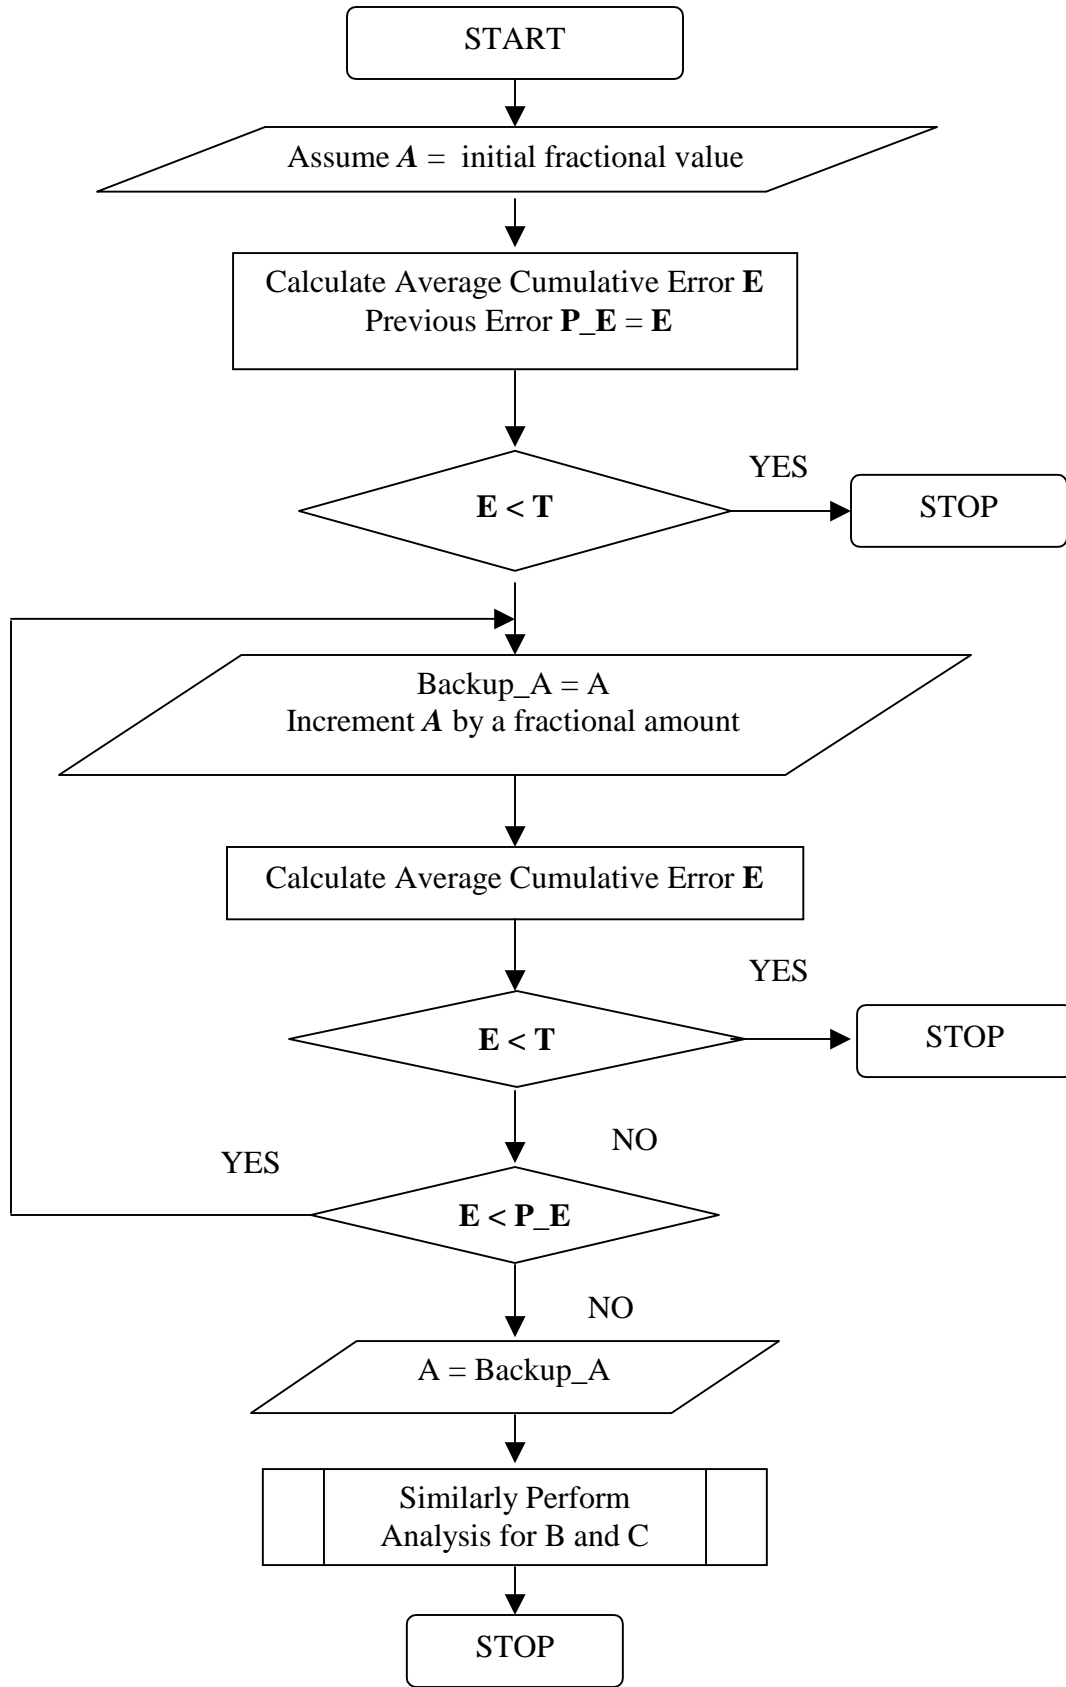 START
Assume A = initial fractional value
Calculate Average Cumulative Error E
Previous Error P_E = E
YES
E < T
STOP
Backup_A = A
Increment A by a fractional amount
Calculate Average Cumulative Error E
YES
E < T
STOP
NO
YES
E < P_E
NO
A = Backup_A
Similarly Perform
Analysis for B and C
STOP